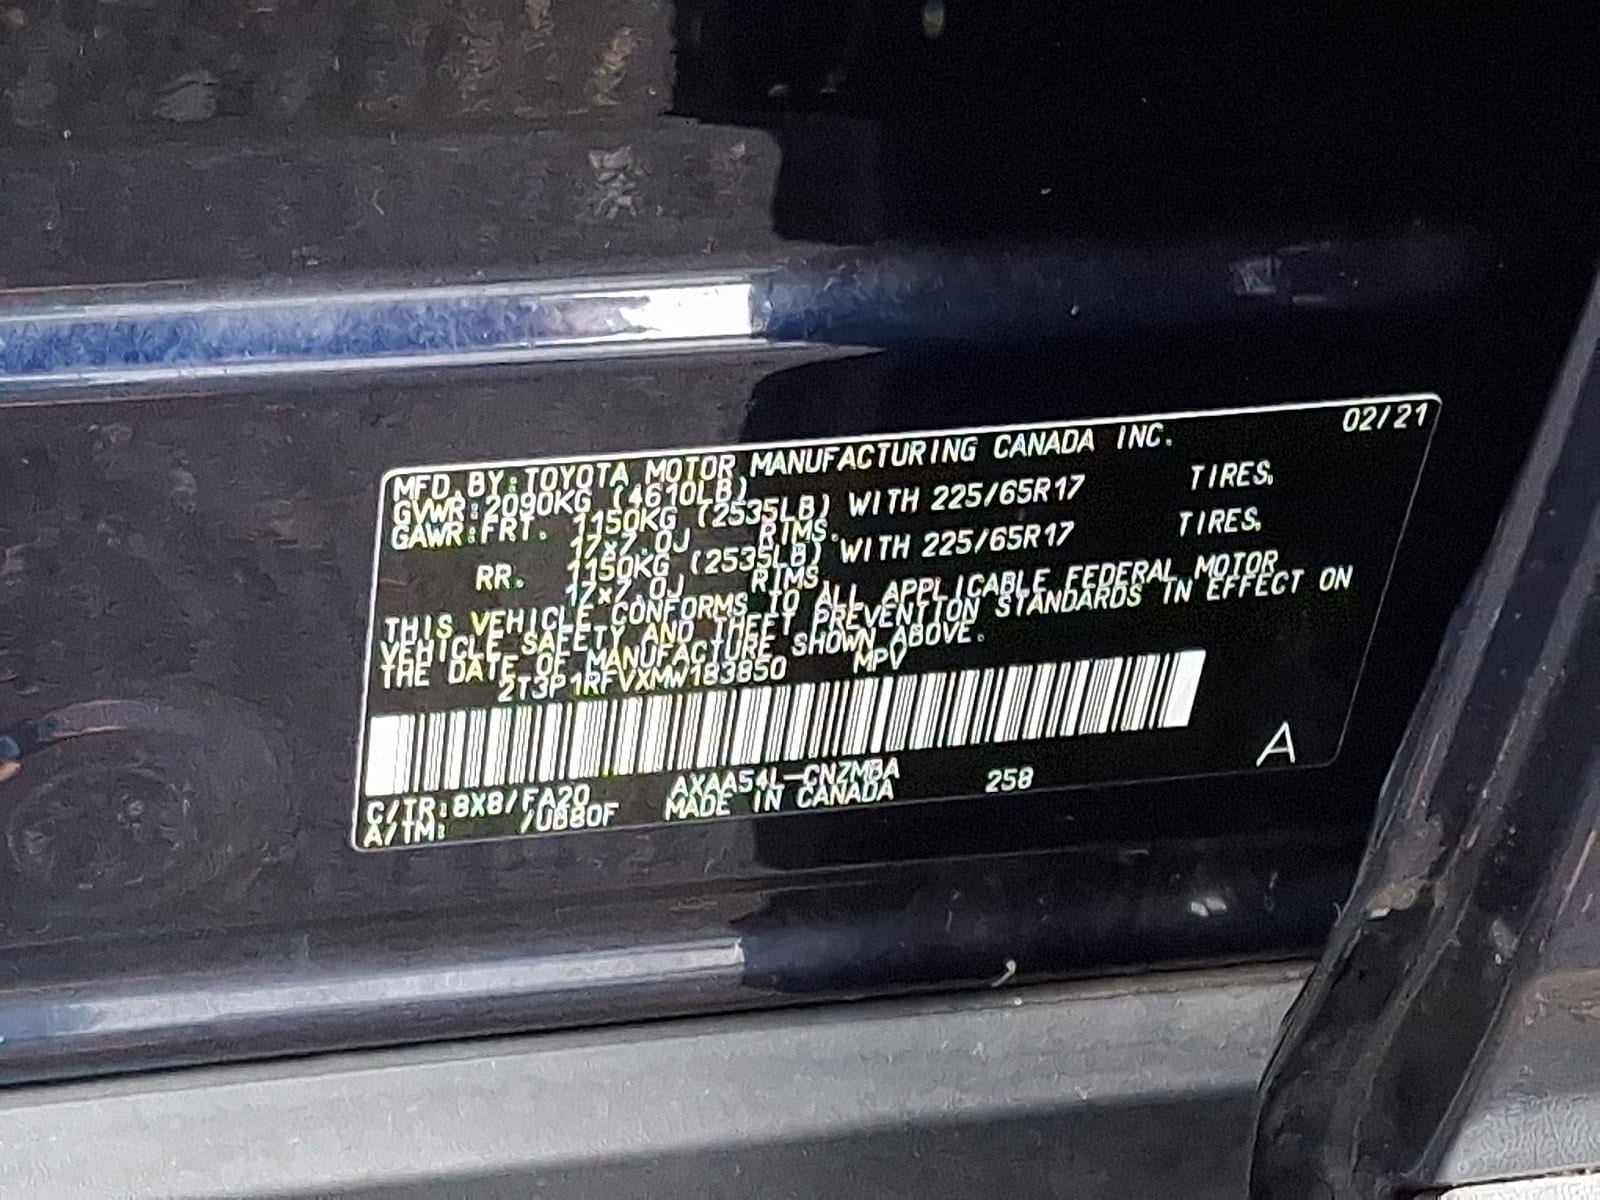 02/21
MFD.BY:TOYOTA MOTOR MANUFACTURING CANADA INC.
GVWR:2090KG (4610LB)
GAWR:FRT. 1150KG (2535LB) WITH 225/65R17 TIRES,
17x7.0J RIMS.
RR. 1150KG (2535LB) WITH 225/65R17 TIRES,
17x7.0J RIMS.
THIS VEHICLE CONFORMS TO ALL APPLICABLE FEDERAL MOTOR
VEHICLE SAFETY AND THEFT PREVENTION STANDARDS IN EFFECT ON
THE DATE OF MANUFACTURE SHOWN ABOVE.
2T3P1RFVXMW183850 MPV
C/TR:8X8/FA20 AXAA54L-CNZMBA 258 A
A/TM: /UB80F MADE IN CANADA